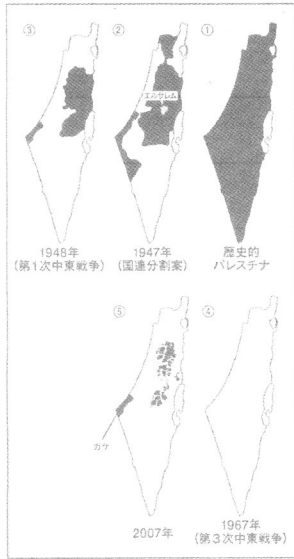 ①
歴史的
パレスチナ
②
エルサレム
1947年
(国連分割案)
③
1948年
(第1次中東戦争)
④
1967年
(第3次中東戦争)
⑤
ガケ
2007年